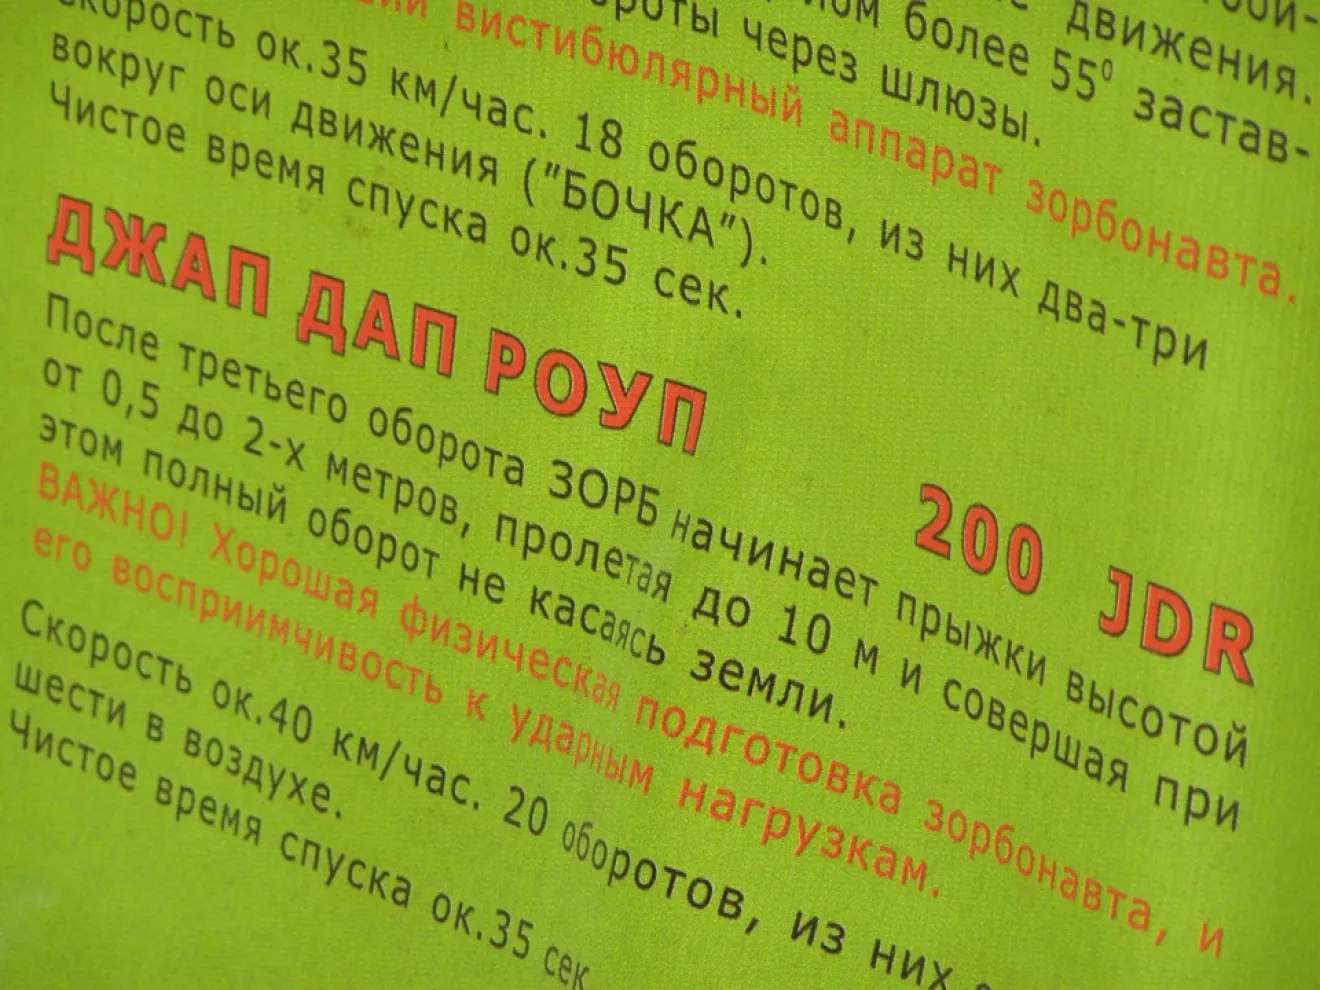 движения.
лом более 55⁰ застав-
роты через шлюзы.
вистибюлярный аппарат зорбонавта.
скорость ок.35 км/час. 18 оборотов, из них два-три
вокруг оси движения ("БОЧКА").
Чистое время спуска ок.35 сек.
ДЖАП ДАП РОУП 200 JDR
После третьего оборота ЗОРБ начинает прыжки высотой
от 0,5 до 2-х метров, пролетая до 10 м и совершая при
этом полный оборот не касаясь земли.
ВАЖНО! Хорошая физическая подготовка зорбонавта, и
его восприимчивость к ударным нагрузкам.
Скорость ок.40 км/час. 20 оборотов, из них
шести в воздухе.
Чистое время спуска ок.35 сек